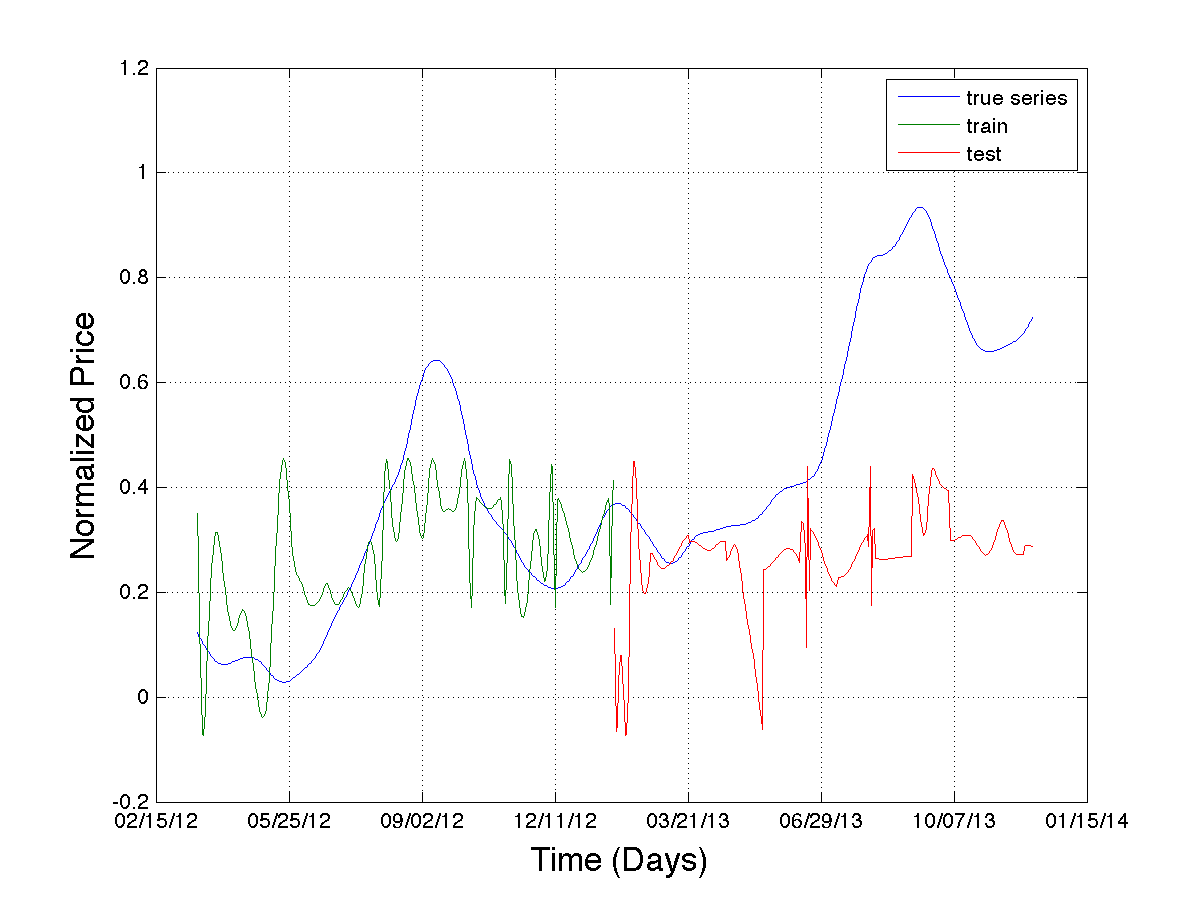 1.2
1
0.8
0.6
0.4
0.2
0
-0.2
Normalized Price
true series
train
test
02/15/12 05/25/12 09/02/12 12/11/12 03/21/13 06/29/13 10/07/13 01/15/14
Time (Days)